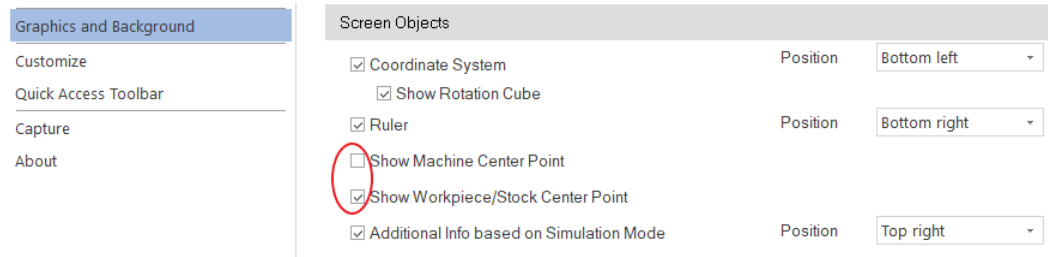 Graphics and Background
Customize
Quick Access Toolbar
Capture
About
Screen Objects
Coordinate System Position Bottom left
Show Rotation Cube
Ruler Position Bottom right
Show Machine Center Point
Show Workpiece/Stock Center Point
Additional Info based on Simulation Mode Position Top right